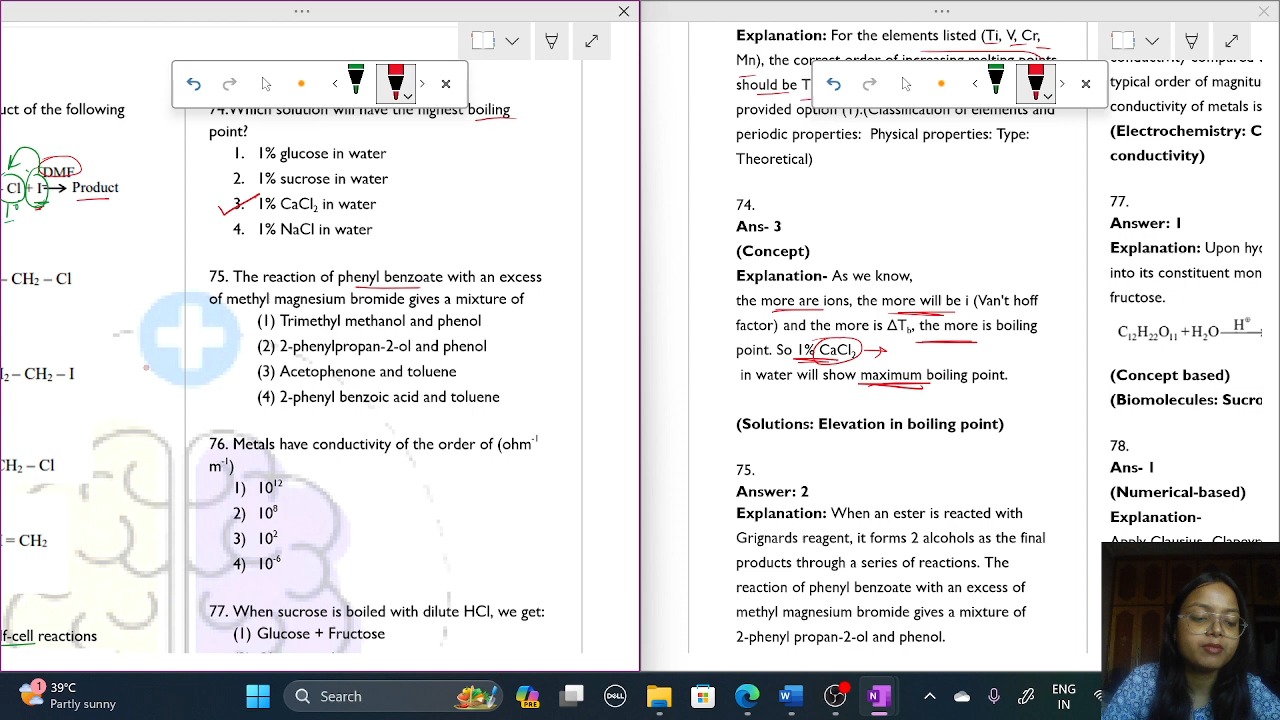 uct of the following
DMF
Cl + I → Product
1°
– CH₂ – Cl
I₂ – CH₂ – I
CH₂ – Cl
I = CH₂
f-cell reactions
74.Which solution will have the highest boiling
point?
1. 1% glucose in water
2. 1% sucrose in water
3. 1% CaCl₂ in water
4. 1% NaCl in water
75. The reaction of phenyl benzoate with an excess
of methyl magnesium bromide gives a mixture of
(1) Trimethyl methanol and phenol
(2) 2-phenylpropan-2-ol and phenol
(3) Acetophenone and toluene
(4) 2-phenyl benzoic acid and toluene
76. Metals have conductivity of the order of (ohm⁻¹
m⁻¹)
1) 10¹²
2) 10⁸
3) 10²
4) 10⁻⁶
77. When sucrose is boiled with dilute HCl, we get:
(1) Glucose + Fructose
Explanation: For the elements listed (Ti, V, Cr,
Mn), the correct order of increasing melting points
should be T
provided option (1).(Classification of elements and
periodic properties: Physical properties: Type:
Theoretical)
74.
Ans- 3
(Concept)
Explanation- As we know,
the more are ions, the more will be i (Van't hoff
factor) and the more is ΔT_b, the more is boiling
point. So 1% CaCl₂
in water will show maximum boiling point.
(Solutions: Elevation in boiling point)
75.
Answer: 2
Explanation: When an ester is reacted with
Grignards reagent, it forms 2 alcohols as the final
products through a series of reactions. The
reaction of phenyl benzoate with an excess of
methyl magnesium bromide gives a mixture of
2-phenyl propan-2-ol and phenol.
conductivity compared
typical order of magnitu
conductivity of metals is
(Electrochemistry: C
conductivity)
77.
Answer: 1
Explanation: Upon hyd
into its constituent mon
fructose.
C₁₂H₂₂O₁₁ + H₂O H⊕
(Concept based)
(Biomolecules: Sucro
78.
Ans- 1
(Numerical-based)
Explanation-
Apply Clausius Clapeyr
1
39°C
Partly sunny
Search
PRE
DELL
ENG
IN